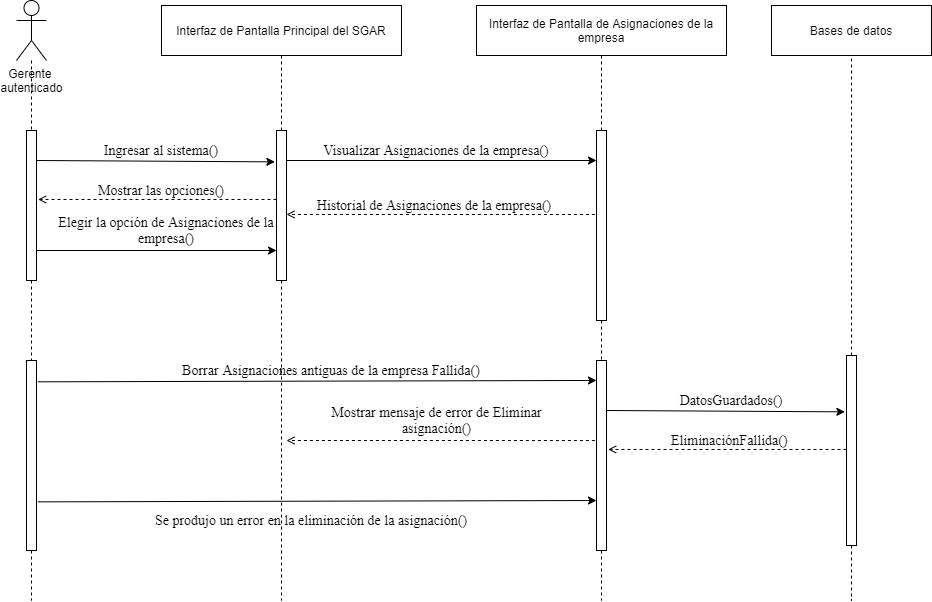 Interfaz de Pantalla Principal del SGAR
Interfaz de Pantalla de Asignaciones de la
empresa
Bases de datos
Gerente
autenticado
Ingresar al sistema()
Visualizar Asignaciones de la empresa()
Mostrar las opciones()
Historial de Asignaciones de la empresa()
Elegir la opción de Asignaciones de la
empresa()
Borrar Asignaciones antiguas de la empresa Fallida()
DatosGuardados()
Mostrar mensaje de error de Eliminar
asignación()
EliminaciónFallida()
Se produjo un error en la eliminación de la asignación()